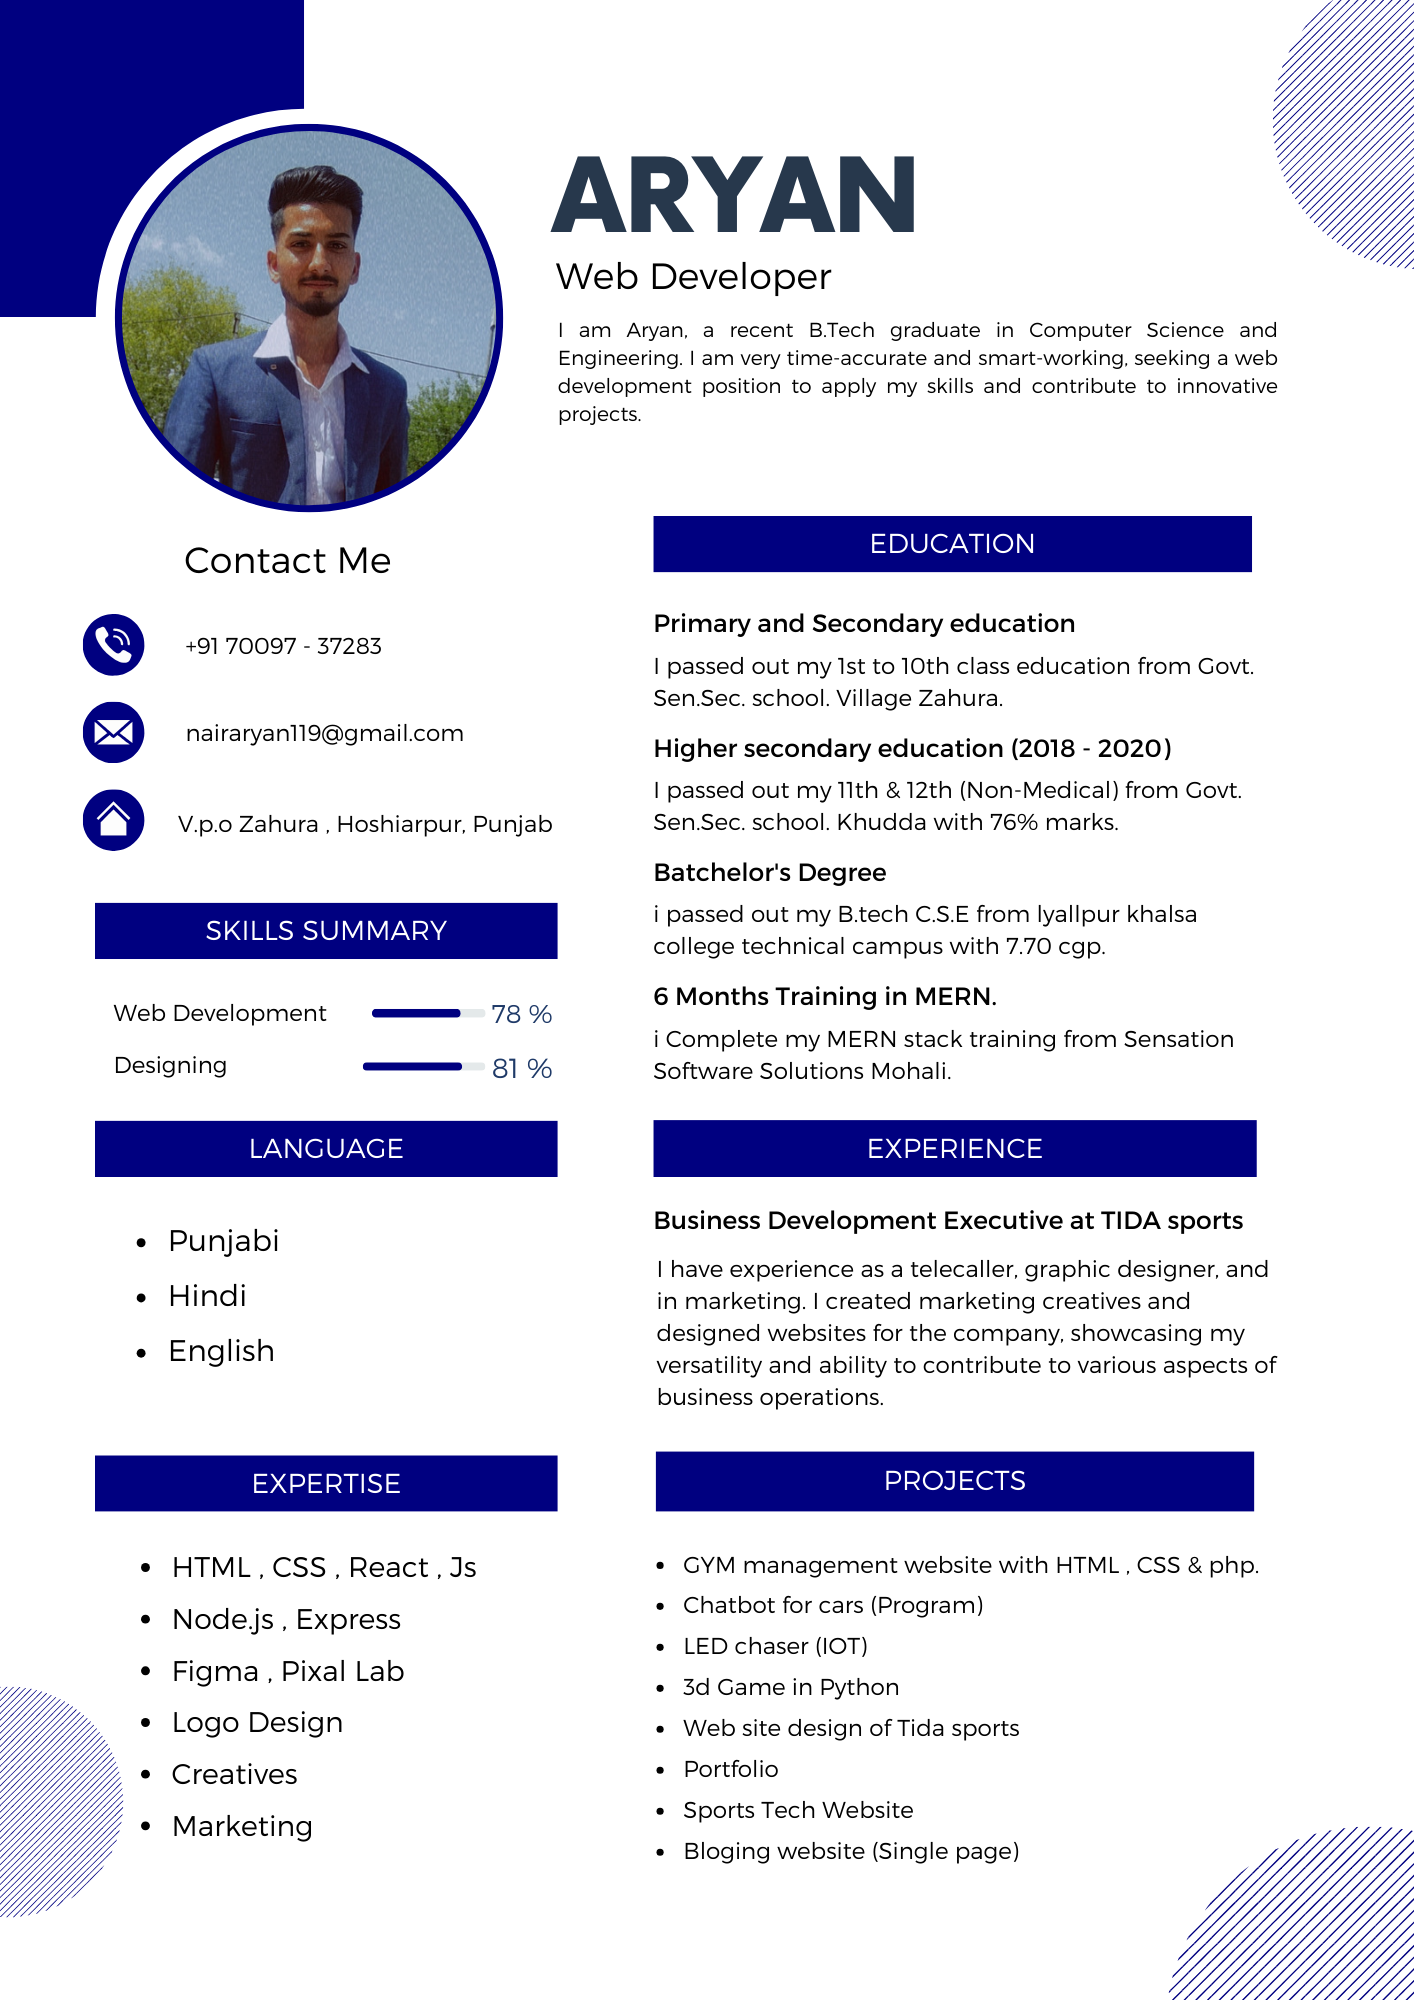 ARYAN
Web Developer
I am Aryan, a recent B.Tech graduate in Computer Science and
Engineering. I am very time-accurate and smart-working, seeking a web
development position to apply my skills and contribute to innovative
projects.
Contact Me
+91 70097 - 37283
nairaryan119@gmail.com
V.p.o Zahura , Hoshiarpur, Punjab
SKILLS SUMMARY
Web Development 78 %
Designing 81 %
LANGUAGE
• Punjabi
• Hindi
• English
EXPERTISE
• HTML , CSS , React , Js
• Node.js , Express
• Figma , Pixal Lab
• Logo Design
• Creatives
• Marketing
EDUCATION
Primary and Secondary education
I passed out my 1st to 10th class education from Govt.
Sen.Sec. school. Village Zahura.
Higher secondary education (2018 - 2020)
I passed out my 11th & 12th (Non-Medical) from Govt.
Sen.Sec. school. Khudda with 76% marks.
Batchelor's Degree
i passed out my B.tech C.S.E from lyallpur khalsa
college technical campus with 7.70 cgp.
6 Months Training in MERN.
i Complete my MERN stack training from Sensation
Software Solutions Mohali.
EXPERIENCE
Business Development Executive at TIDA sports
I have experience as a telecaller, graphic designer, and
in marketing. I created marketing creatives and
designed websites for the company, showcasing my
versatility and ability to contribute to various aspects of
business operations.
PROJECTS
• GYM management website with HTML , CSS & php.
• Chatbot for cars (Program)
• LED chaser (IOT)
• 3d Game in Python
• Web site design of Tida sports
• Portfolio
• Sports Tech Website
• Bloging website (Single page)